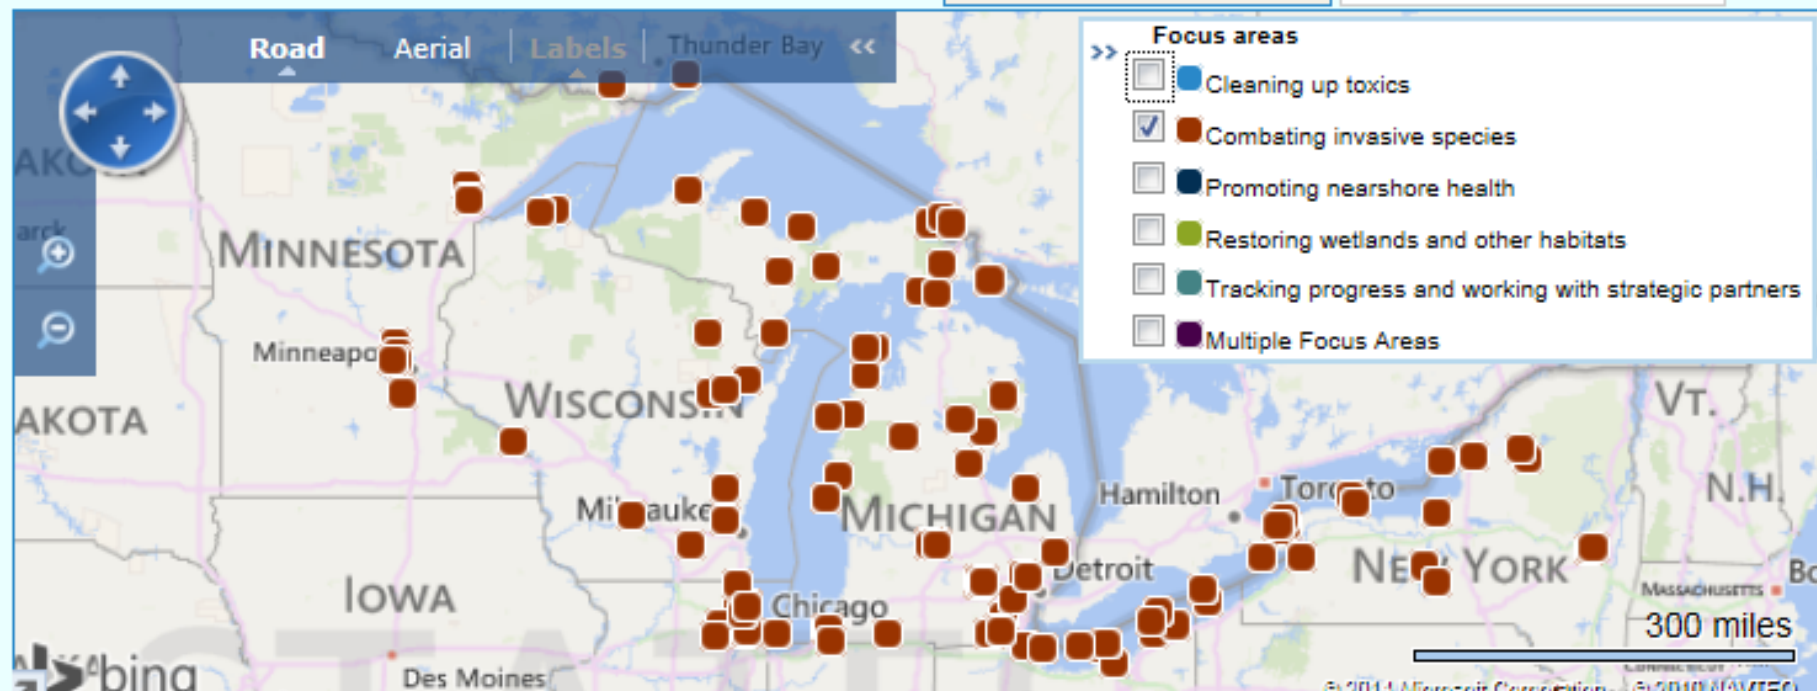 Road Aerial Labels Thunder Bay <<
>> Focus areas
Cleaning up toxics
Combating invasive species
Promoting nearshore health
Restoring wetlands and other habitats
Tracking progress and working with strategic partners
Multiple Focus Areas
MINNESOTA
WISCONSIN
VT.
AKOTA
N.H.
Hamilton
MICHIGAN
Detroit
NEW YORK
MASSACHUSETTS
IOWA
Chicago
300 miles
bing
Des Moines
CONNECTICUT